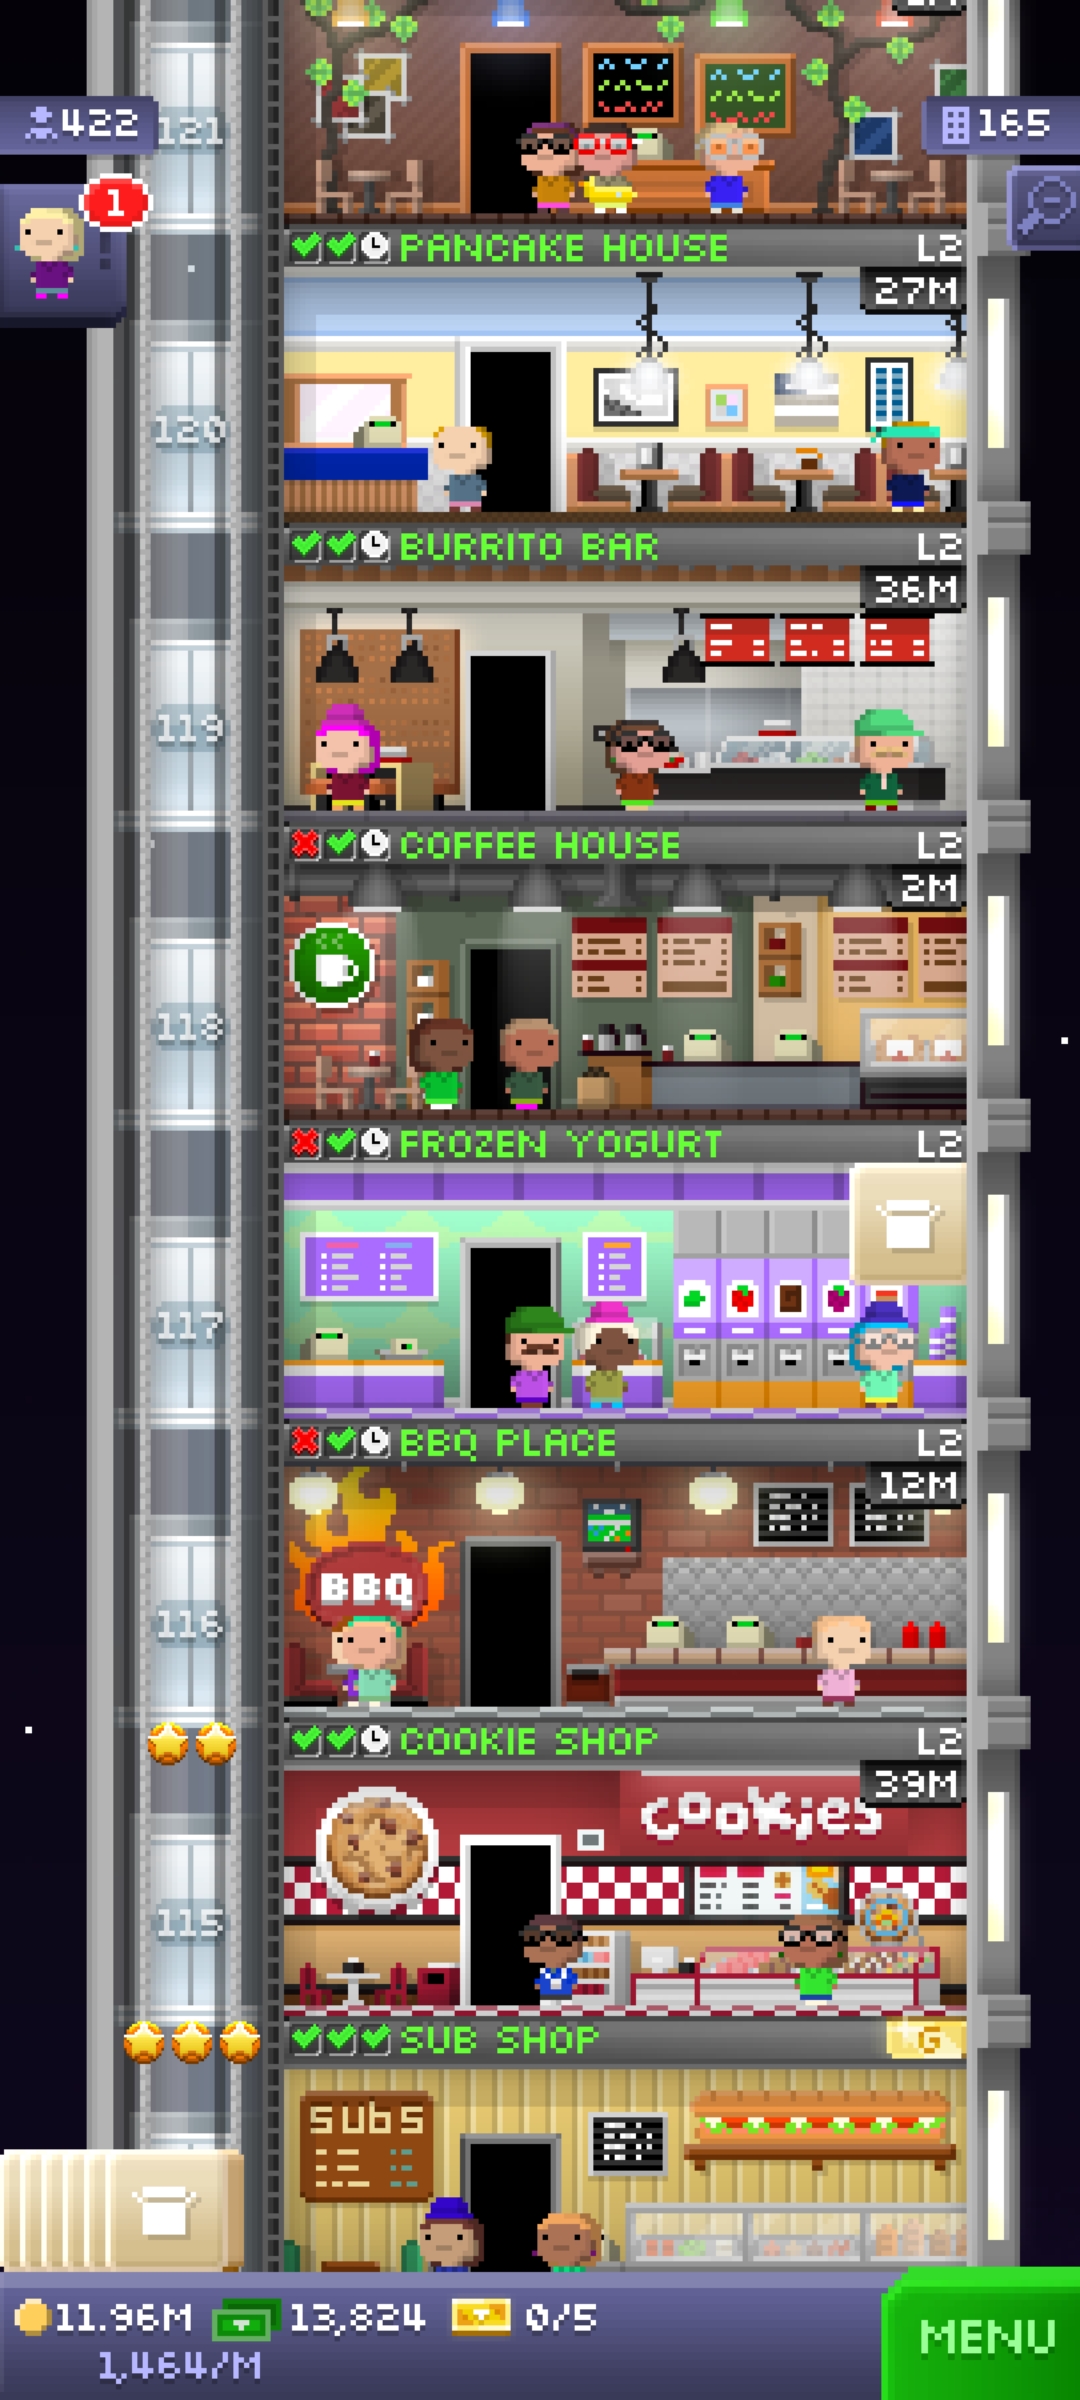 422
121
165
1
PANCAKE HOUSE L2
27M
120
BURRITO BAR L2
36M
119
COFFEE HOUSE L2
2M
118
FROZEN YOGURT L2
117
BBQ PLACE L2
12M
BBQ
116
COOKIE SHOP L2
39M
cookies
115
SUB SHOP G
SUBS
11.96M 13,824 0/5
1,464/M
MENU